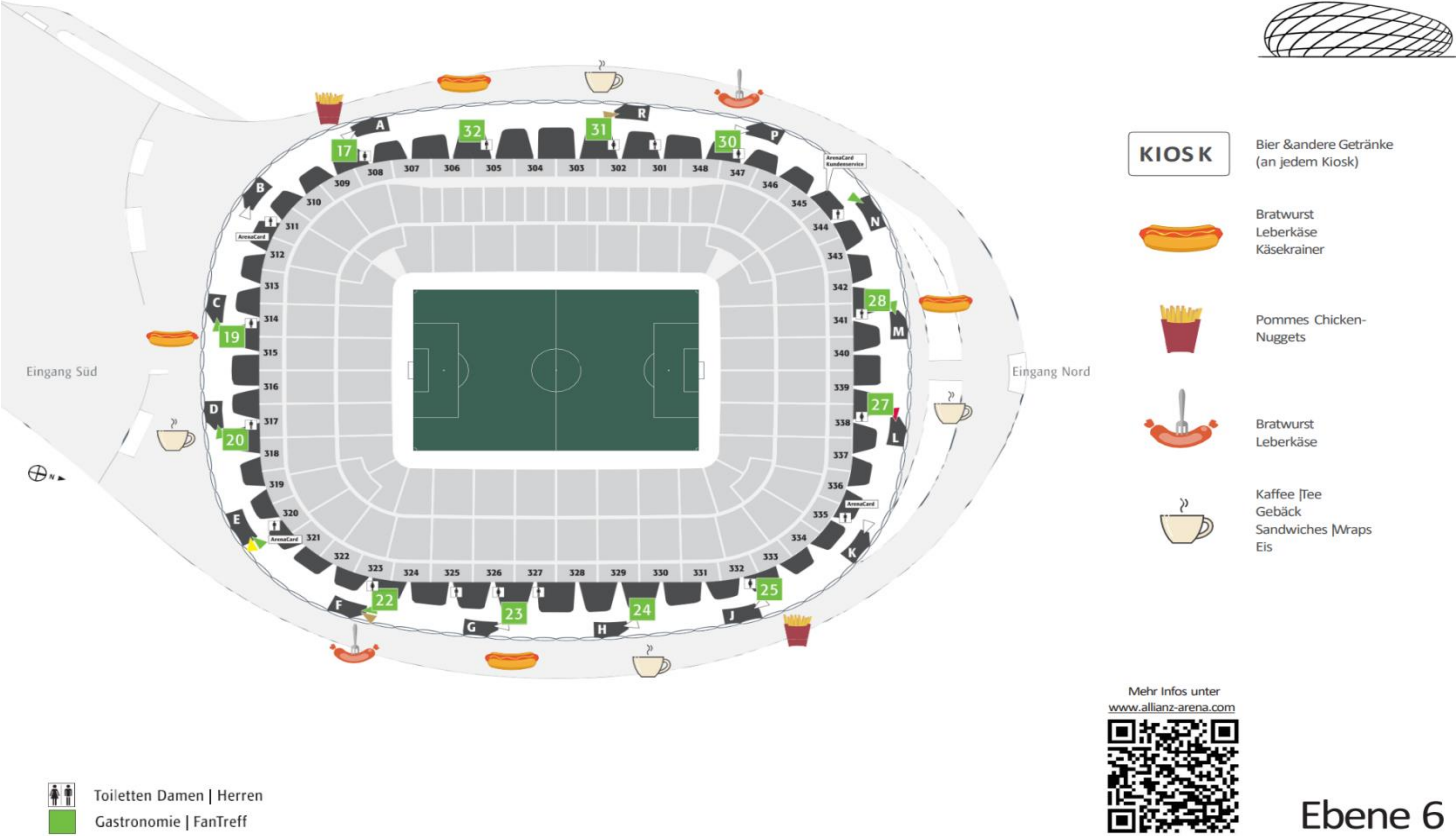 A
B
C
D
E
F
G
H
J
K
L
M
N
P
R
17
32
31
30
28
27
19
20
22
23
24
25
309
308
307
306
305
304
303
302
301
348
347
346
345
344
343
342
341
340
339
338
337
336
335
334
333
332
331
330
329
328
327
326
325
324
323
322
321
320
319
318
317
316
315
314
313
312
311
310
ArenaCard
Kundenservice
ArenaCard
ArenaCard
ArenaCard
Eingang Süd
Eingang Nord
N
KIOSK
Bier &andere Getränke
(an jedem Kiosk)
Bratwurst
Leberkäse
Käsekrainer
Pommes Chicken-
Nuggets
Bratwurst
Leberkäse
Kaffee |Tee
Gebäck
Sandwiches |Wraps
Eis
Mehr Infos unter
www.allianz-arena.com
Toiletten Damen | Herren
Gastronomie | FanTreff
Ebene 6